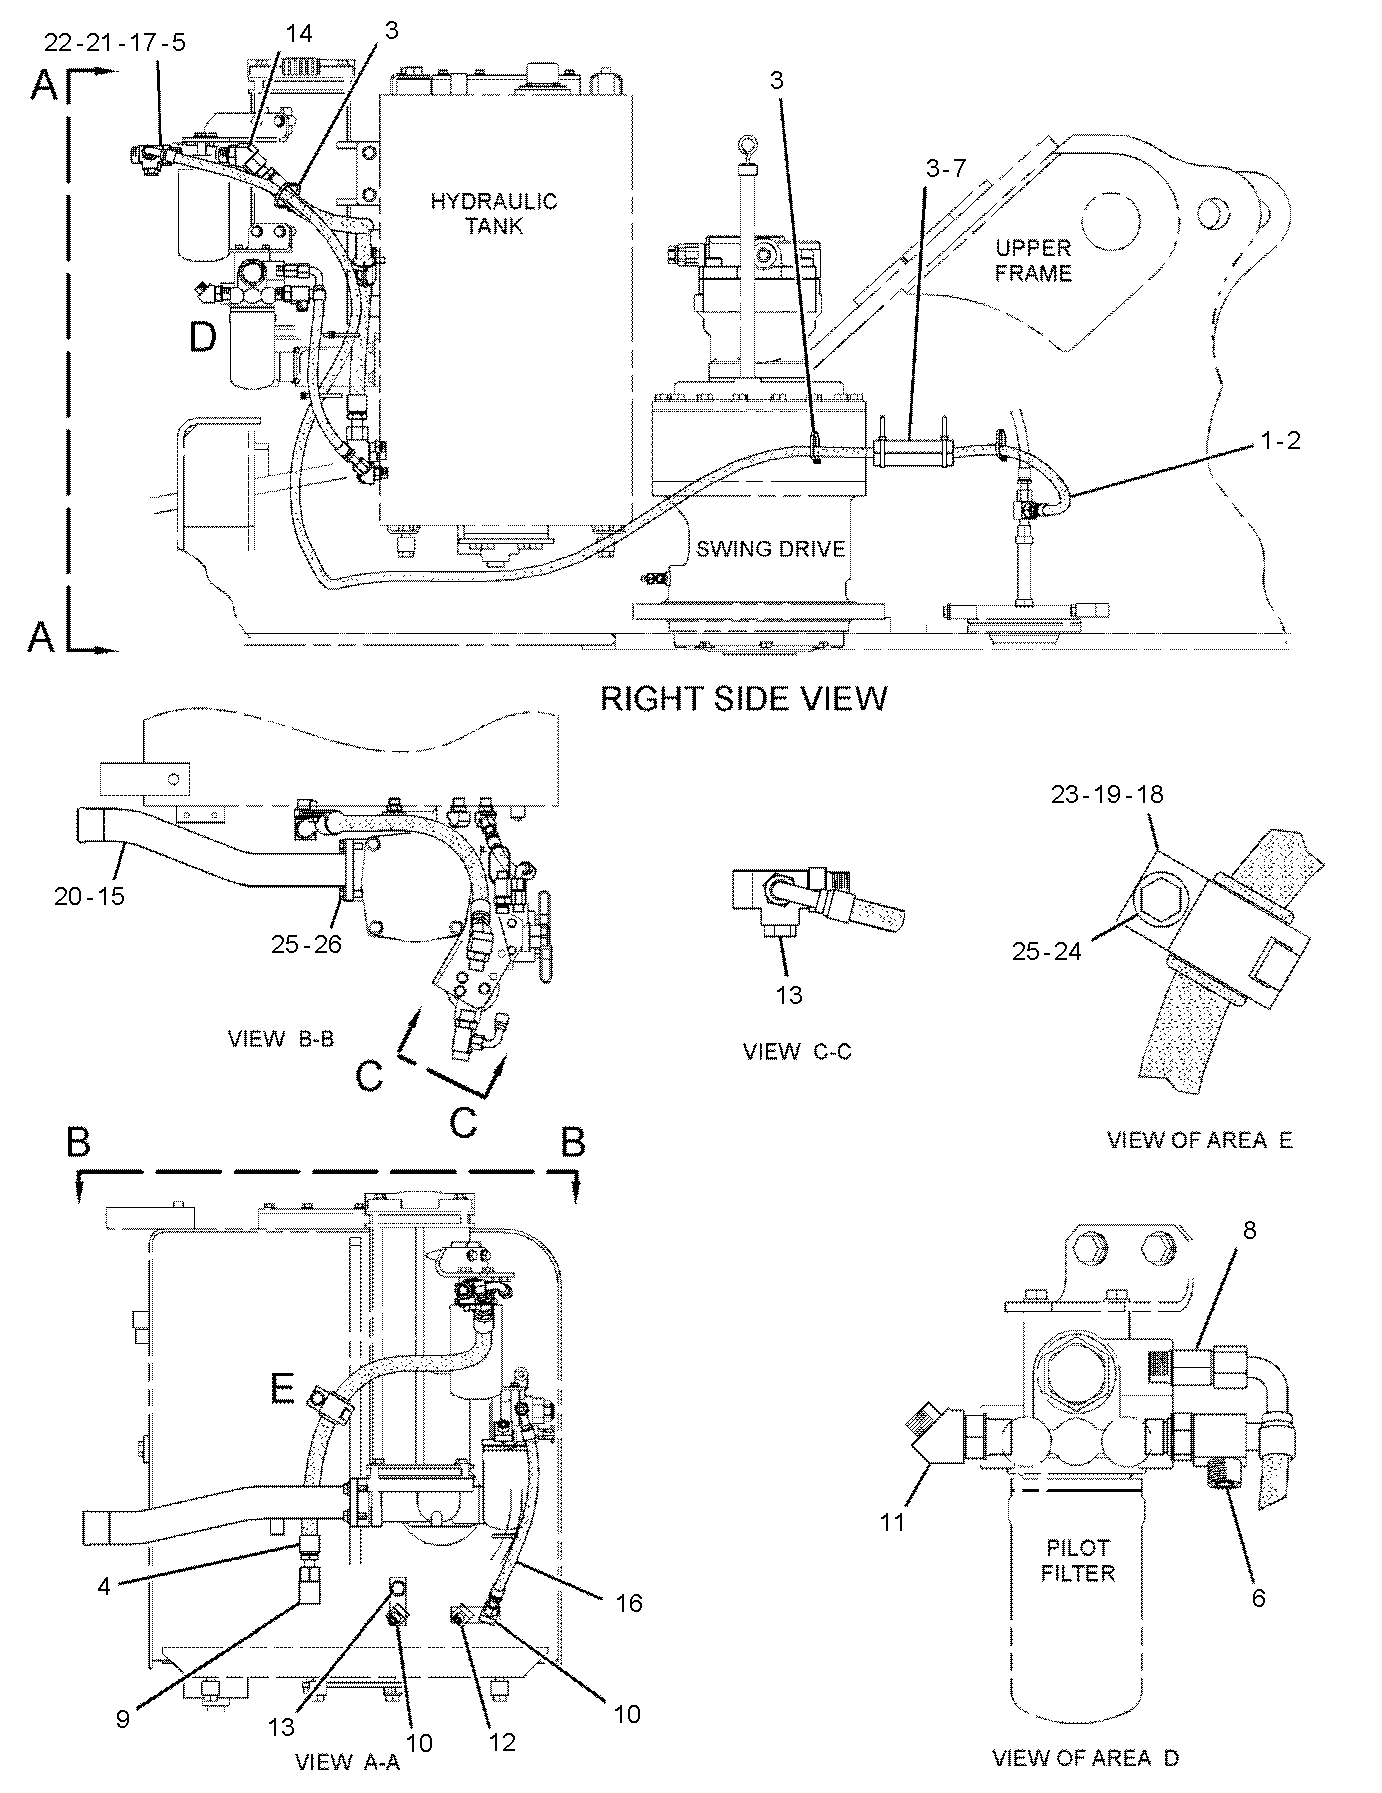 14
3
22-21-17-5
A
3
3-7
HYDRAULIC
TANK
UPPER
FRAME
D
1-2
SWING DRIVE
A
RIGHT SIDE VIEW
20-15
25-26
VIEW B-B
C
C
13
VIEW C-C
23-19-18
25-24
VIEW OF AREA E
B
B
E
4
16
9
13
10
12
10
VIEW A-A
8
11
PILOT
FILTER
6
VIEW OF AREA D